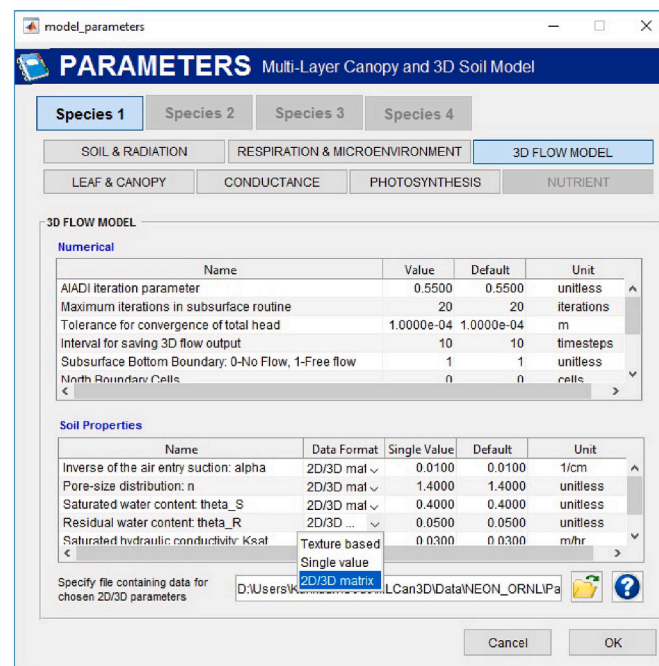 model_parameters
PARAMETERS Multi-Layer Canopy and 3D Soil Model
Species 1 Species 2 Species 3 Species 4
SOIL & RADIATION RESPIRATION & MICROENVIRONMENT 3D FLOW MODEL
LEAF & CANOPY CONDUCTANCE PHOTOSYNTHESIS NUTRIENT
3D FLOW MODEL
Numerical
Name Value Default Unit
AIADI iteration parameter 0.5500 0.5500 unitless
Maximum iterations in subsurface routine 20 20 iterations
Tolerance for convergence of total head 1.0000e-04 1.0000e-04 m
Interval for saving 3D flow output 10 10 timesteps
Subsurface Bottom Boundary: 0-No Flow, 1-Free flow 1 1 unitless
North Boundary Cells 0 0 cells
Soil Properties
Name Data Format Single Value Default Unit
Inverse of the air entry suction: alpha 2D/3D mat 0.0100 0.0100 1/cm
Pore-size distribution: n 2D/3D mat 1.4000 1.4000 unitless
Saturated water content: theta_S 2D/3D mat 0.4000 0.4000 unitless
Residual water content: theta_R 2D/3D ... 0.0500 0.0500 unitless
Saturated hydraulic conductivity: Ksat 0.0300 0.0300 m/hr
Texture based
Single value
2D/3D matrix
Specify file containing data for
chosen 2D/3D parameters
LCan3D\Data\NEON_ORNL\Pa
Cancel OK